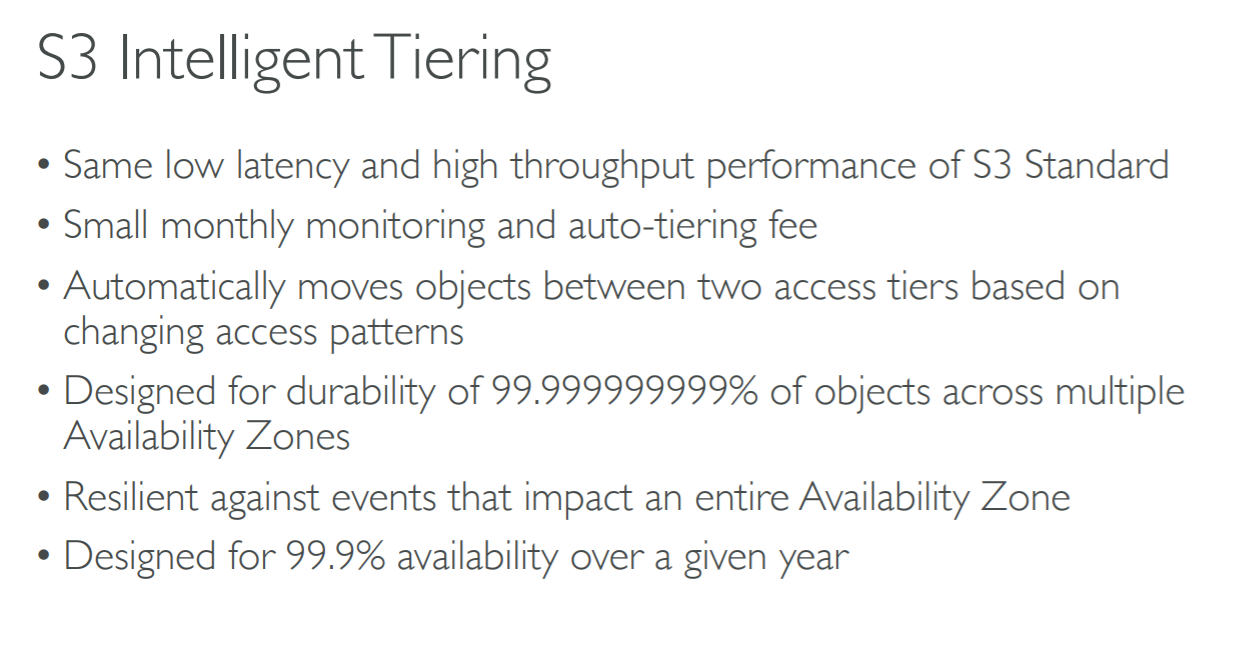 S3 Intelligent Tiering
• Same low latency and high throughput performance of S3 Standard
• Small monthly monitoring and auto-tiering fee
• Automatically moves objects between two access tiers based on
changing access patterns
• Designed for durability of 99.999999999% of objects across multiple
Availability Zones
• Resilient against events that impact an entire Availability Zone
• Designed for 99.9% availability over a given year